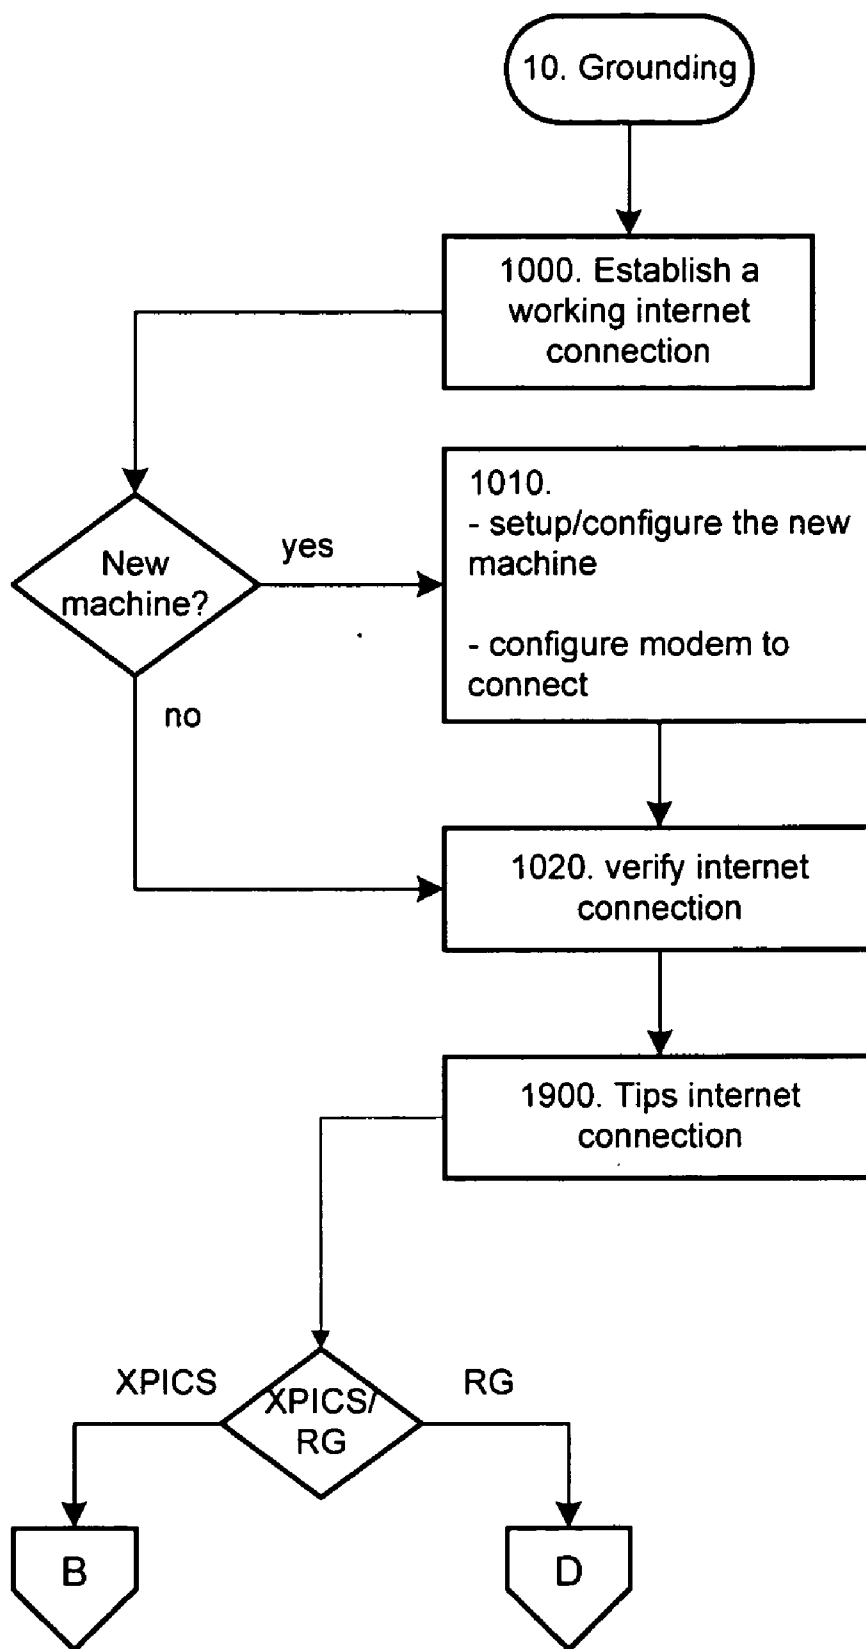 10. Grounding
1000. Establish a
working internet
connection
1010.
- setup/configure the new
machine
- configure modem to
connect
New
machine?
yes
no
1020. verify internet
connection
1900. Tips internet
connection
XPICS
XPICS/
RG
RG
B
D